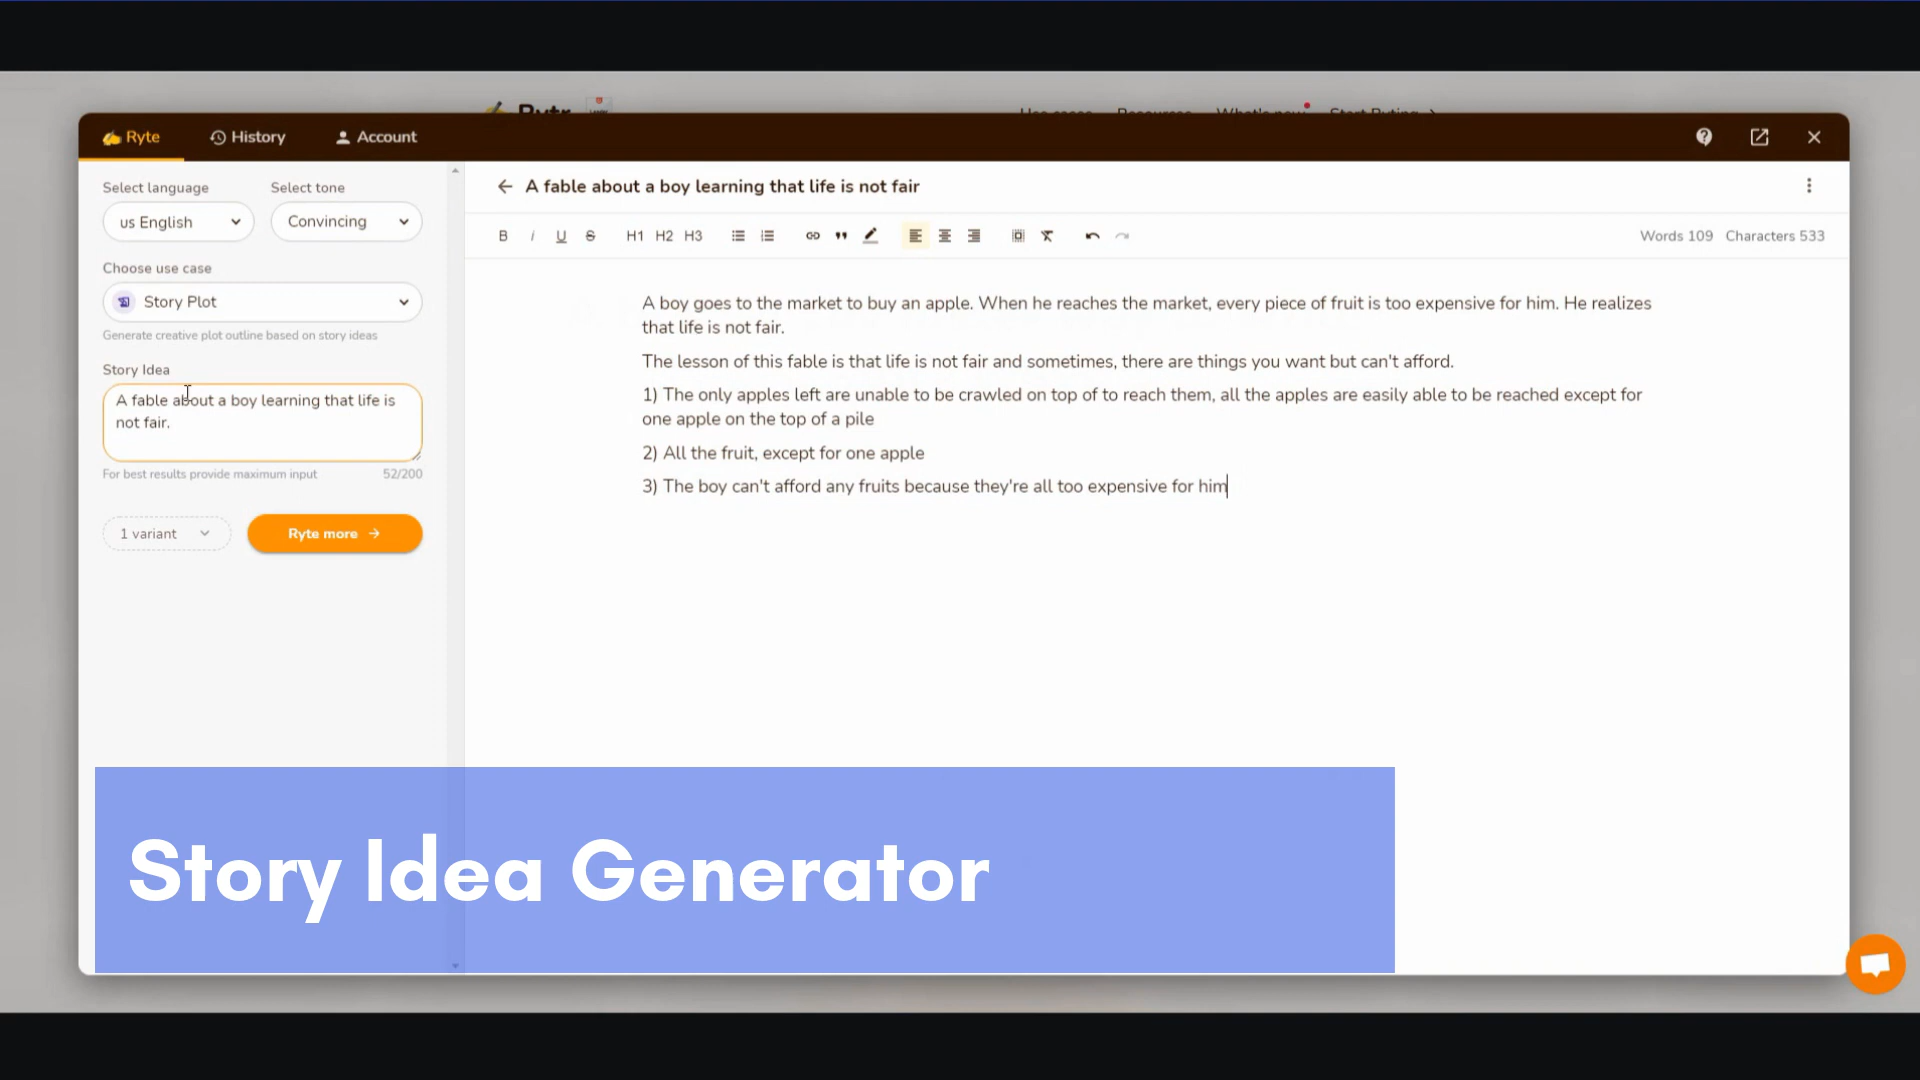 Rytr
Use cases Resources What's new Start Ryting
Ryte History Account
Select language Select tone
us English Convincing
Choose use case
Story Plot
Generate creative plot outline based on story ideas
Story Idea
A fable about a boy learning that life is
not fair.
For best results provide maximum input 52/200
1 variant Ryte more →
A fable about a boy learning that life is not fair
B I U S H1 H2 H3
Words 109 Characters 533
A boy goes to the market to buy an apple. When he reaches the market, every piece of fruit is too expensive for him. He realizes
that life is not fair.
The lesson of this fable is that life is not fair and sometimes, there are things you want but can't afford.
1) The only apples left are unable to be crawled on top of to reach them, all the apples are easily able to be reached except for
one apple on the top of a pile
2) All the fruit, except for one apple
3) The boy can't afford any fruits because they're all too expensive for him
Story Idea Generator